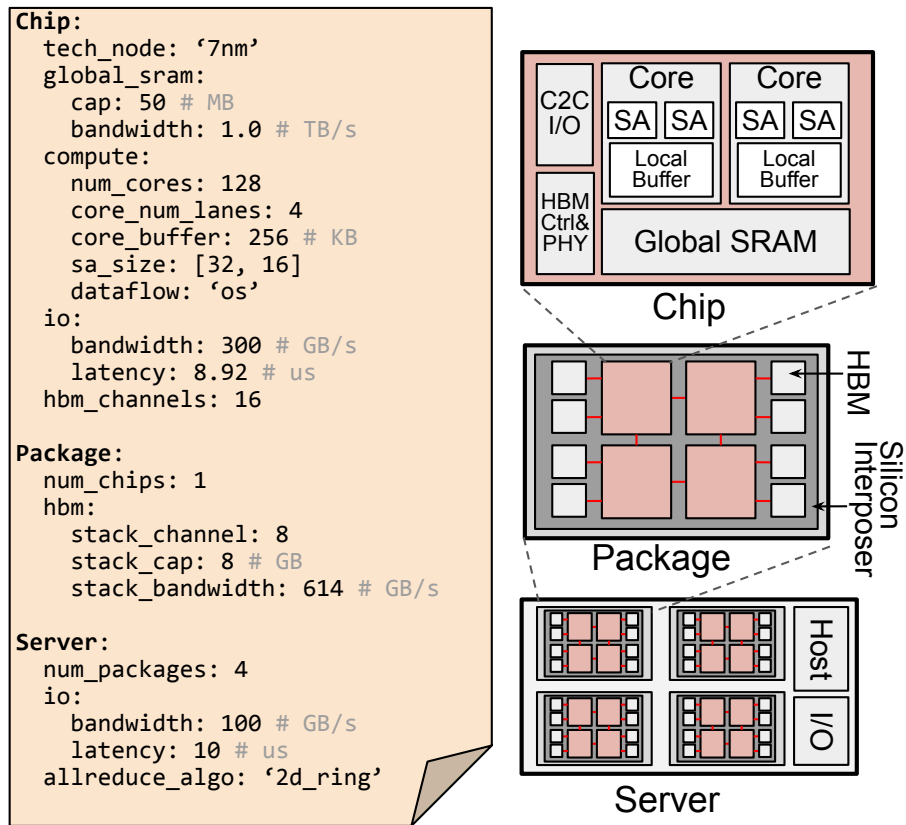 Chip:
tech_node: ‘7nm’
global_sram:
cap: 50 # MB
bandwidth: 1.0 # TB/s
compute:
num_cores: 128
core_num_lanes: 4
core_buffer: 256 # KB
sa_size: [32, 16]
dataflow: ‘os’
io:
bandwidth: 300 # GB/s
latency: 8.92 # us
hbm_channels: 16
Package:
num_chips: 1
hbm:
stack_channel: 8
stack_cap: 8 # GB
stack_bandwidth: 614 # GB/s
Server:
num_packages: 4
io:
bandwidth: 100 # GB/s
latency: 10 # us
allreduce_algo: ‘2d_ring’
C2C
I/O
HBM
Ctrl&
PHY
Core
SA SA
Local
Buffer
Core
SA SA
Local
Buffer
Global SRAM
Chip
HBM
Silicon
Interposer
Package
Host
I/O
Server